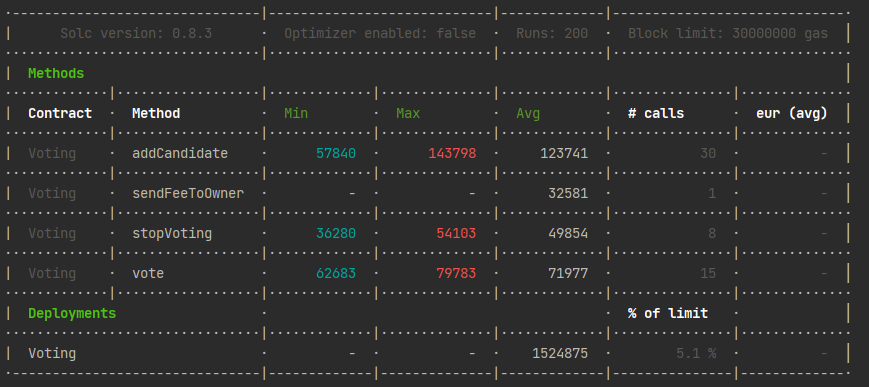 Solc version: 0.8.3 · Optimizer enabled: false · Runs: 200 · Block limit: 30000000 gas
Methods
Contract · Method · Min · Max · Avg · # calls · eur (avg)
Voting · addCandidate · 57840 · 143798 · 123741 · 30 · -
Voting · sendFeeToOwner · - · - · 32581 · 1 · -
Voting · stopVoting · 36280 · 54103 · 49854 · 8 · -
Voting · vote · 62683 · 79783 · 71977 · 15 · -
Deployments · · % of limit ·
Voting · - · - · 1524875 · 5.1 % · -